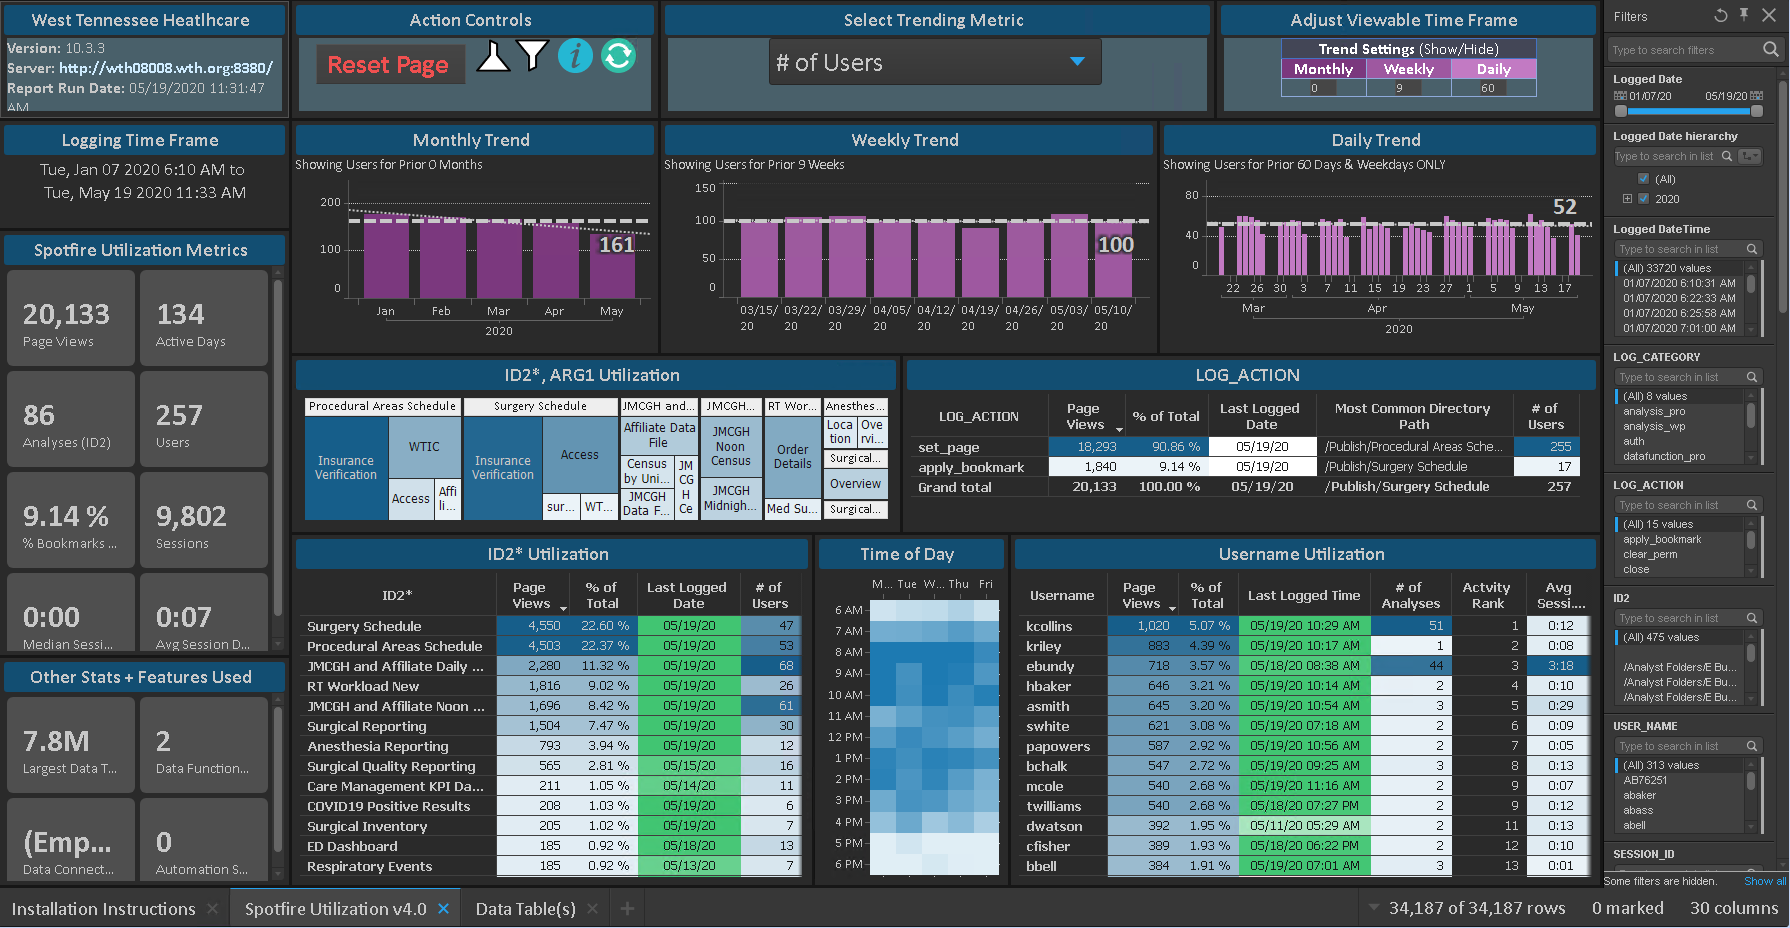 West Tennessee Heatlhcare
Version: 10.3.3
Server: http://wth08008.wth.org:8380/
Report Run Date: 05/19/2020 11:31:47
AM
Action Controls
Reset Page
Select Trending Metric
# of Users
Adjust Viewable Time Frame
Trend Settings (Show/Hide)
Monthly Weekly Daily
0 9 60
Logging Time Frame
Tue, Jan 07 2020 6:10 AM to
Tue, May 19 2020 11:33 AM
Spotfire Utilization Metrics
20,133 134
Page Views Active Days
86 257
Analyses (ID2) Users
9.14 % 9,802
% Bookmarks ... Sessions
0:00 0:07
Median Sessi... Avg Session D...
Other Stats + Features Used
7.8M 2
Largest Data T... Data Function...
(Emp... 0
Data Connect... Automation S...
Monthly Trend
Showing Users for Prior 0 Months
200
100
0
161
Jan Feb Mar Apr May
2020
Weekly Trend
Showing Users for Prior 9 Weeks
150
100
50
0
100
03/15/ 03/22/ 03/29/ 04/05/ 04/12/ 04/19/ 04/26/ 05/03/ 05/10/
20 20 20 20 20 20 20 20 20
Daily Trend
Showing Users for Prior 60 Days & Weekdays ONLY
80
40
0
52
22 26 30 3 7 11 15 19 23 27 1 5 9 13 17
Mar Apr May
2020
ID2*, ARG1 Utilization
Procedural Areas Schedule Surgery Schedule JMCGH and... JMCGH... RT Wor... Anesthes...
Insurance
Verification
WTIC
Access
Affi
li...
Insurance
Verification
Access
sur... WT...
Affiliate Data
File
Census
by Uni...
JMCGH
Data F...
JM
CG
H
Ce
JMCGH
Noon
Census
JMCGH
Midnigh...
Order
Details
Med Su...
Loca
tion
Ove
rvi...
Surgical...
Overview
Surgical...
LOG_ACTION
LOG_ACTION Page Views % of Total Last Logged Date Most Common Directory Path # of Users
set_page 18,293 90.86 % 05/19/20 /Publish/Procedural Areas Sche... 255
apply_bookmark 1,840 9.14 % 05/19/20 /Publish/Surgery Schedule 17
Grand total 20,133 100.00 % 05/19/20 /Publish/Surgery Schedule 257
ID2* Utilization
ID2* Page Views % of Total Last Logged Date # of Users
Surgery Schedule 4,550 22.60 % 05/19/20 47
Procedural Areas Schedule 4,503 22.37 % 05/19/20 53
JMCGH and Affiliate Daily ... 2,280 11.32 % 05/19/20 68
RT Workload New 1,816 9.02 % 05/19/20 26
JMCGH and Affiliate Noon ... 1,696 8.42 % 05/19/20 61
Surgical Reporting 1,504 7.47 % 05/19/20 30
Anesthesia Reporting 793 3.94 % 05/19/20 12
Surgical Quality Reporting 565 2.81 % 05/15/20 16
Care Management KPI Da... 211 1.05 % 05/14/20 11
COVID19 Positive Results 208 1.03 % 05/19/20 6
Surgical Inventory 205 1.02 % 05/19/20 7
ED Dashboard 185 0.92 % 05/18/20 13
Respiratory Events 185 0.92 % 05/13/20 7
Time of Day
M... Tue W... Thu Fri
6 AM
7 AM
8 AM
9 AM
10 AM
11 AM
12 PM
1 PM
2 PM
3 PM
4 PM
5 PM
6 PM
Username Utilization
Username Page Views % of Total Last Logged Time # of Analyses Actvity Rank Avg Sessi....
kcollins 1,020 5.07 % 05/19/20 10:29 AM 51 1 0:12
kriley 883 4.39 % 05/19/20 10:17 AM 1 2 0:08
ebundy 718 3.57 % 05/18/20 08:38 AM 44 3 3:18
hbaker 646 3.21 % 05/19/20 10:14 AM 2 4 0:10
asmith 645 3.20 % 05/19/20 10:54 AM 3 5 0:29
swhite 621 3.08 % 05/19/20 07:18 AM 2 6 0:09
papowers 587 2.92 % 05/19/20 10:56 AM 2 7 0:05
bchalk 547 2.72 % 05/19/20 09:25 AM 3 8 0:13
mcole 540 2.68 % 05/19/20 11:16 AM 2 9 0:07
twilliams 540 2.68 % 05/18/20 07:27 PM 2 9 0:12
dwatson 392 1.95 % 05/11/20 05:29 AM 2 11 0:13
cfisher 389 1.93 % 05/18/20 06:22 PM 2 12 0:10
bbell 384 1.91 % 05/19/20 07:01 AM 3 13 0:01
Filters
Type to search filters
Logged Date
01/07/20 05/19/20
Logged Date hierarchy
Type to search in list
(All)
2020
Logged DateTime
Type to search in list
(All) 33720 values
01/07/2020 6:10:31 AM
01/07/2020 6:22:33 AM
01/07/2020 6:25:58 AM
01/07/2020 7:01:00 AM
LOG_CATEGORY
Type to search in list
(All) 8 values
analysis_pro
analysis_wp
auth
datafunction_pro
LOG_ACTION
Type to search in list
(All) 15 values
apply_bookmark
clear_perm
close
ID2
Type to search in list
(All) 475 values
/Analyst Folders/E Bu...
/Analyst Folders/E Bu...
/Analyst Folders/E Bu...
USER_NAME
Type to search in list
(All) 313 values
AB76251
abaker
abass
abell
SESSION_ID
Some filters are hidden. Show all
Installation Instructions Spotfire Utilization v4.0 Data Table(s)
34,187 of 34,187 rows 0 marked 30 columns